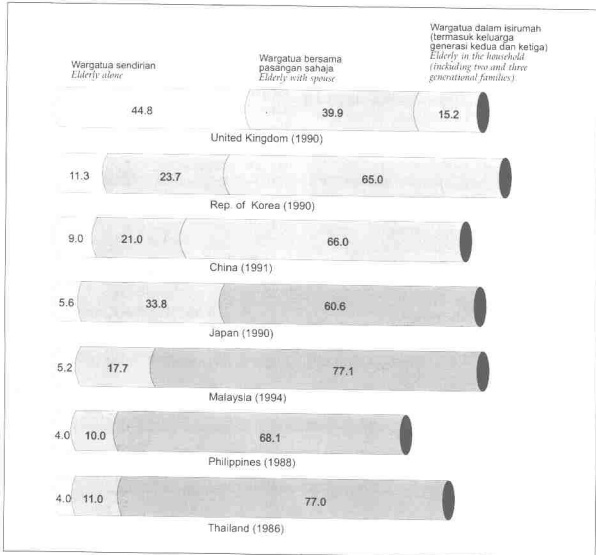 Wargatua sendirian
Elderly alone
Wargatua bersama
pasangan sahaja
Elderly with spouse
Wargatua dalam isirumah
(termasuk keluarga
generasi kedua dan ketiga)
Elderly in the household
(including two and three
generational families)
44.8 39.9 15.2
United Kingdom (1990)
11.3 23.7 65.0
Rep. of Korea (1990)
9.0 21.0 66.0
China (1991)
5.6 33.8 60.6
Japan (1990)
5.2 17.7 77.1
Malaysia (1994)
4.0 10.0 68.1
Philippines (1988)
4.0 11.0 77.0
Thailand (1986)